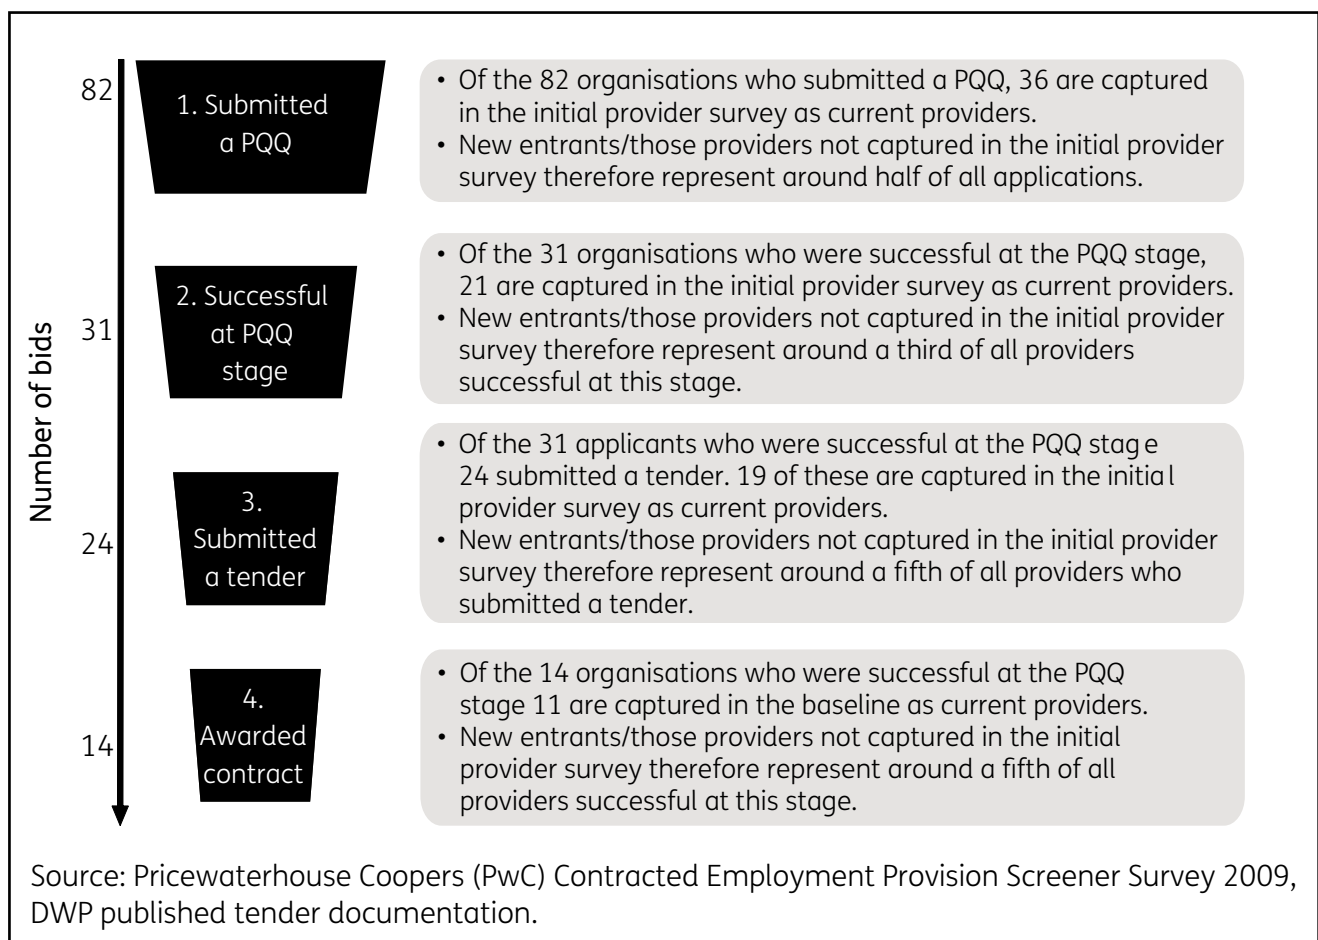 Number of bids
82
1. Submitted
a PQQ
• Of the 82 organisations who submitted a PQQ, 36 are captured
in the initial provider survey as current providers.
• New entrants/those providers not captured in the initial provider
survey therefore represent around half of all applications.
31
2. Successful
at PQQ
stage
• Of the 31 organisations who were successful at the PQQ stage,
21 are captured in the initial provider survey as current providers.
• New entrants/those providers not captured in the initial provider
survey therefore represent around a third of all providers
successful at this stage.
24
3.
Submitted
a tender
• Of the 31 applicants who were successful at the PQQ stage
24 submitted a tender. 19 of these are captured in the initial
provider survey as current providers.
• New entrants/those providers not captured in the initial provider
survey therefore represent around a fifth of all providers who
submitted a tender.
14
4.
Awarded
contract
• Of the 14 organisations who were successful at the PQQ
stage 11 are captured in the baseline as current providers.
• New entrants/those providers not captured in the initial
provider survey therefore represent around a fifth of all
providers successful at this stage.
Source: Pricewaterhouse Coopers (PwC) Contracted Employment Provision Screener Survey 2009,
DWP published tender documentation.